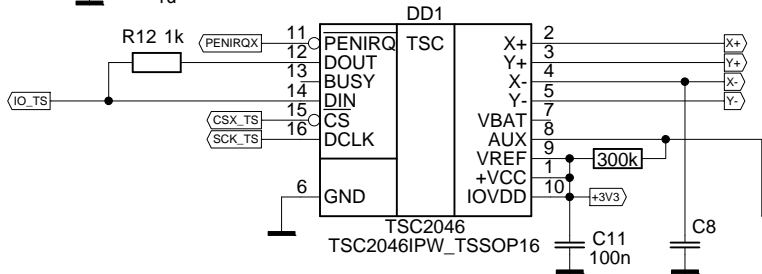 1u
DD1
R12 1k
PENIRQX
11
PENIRQ
TSC
X+
2
X+
12
DOUT
Y+
3
Y+
13
BUSY
X-
4
X-
IO_TS
14
DIN
Y-
5
Y-
CSX_TS
15
CS
VBAT
7
SCK_TS
16
DCLK
AUX
8
VREF
9
300k
+VCC
1
6
GND
IOVDD
10
+3V3
TSC2046
TSC2046IPW_TSSOP16
C11
100n
C8